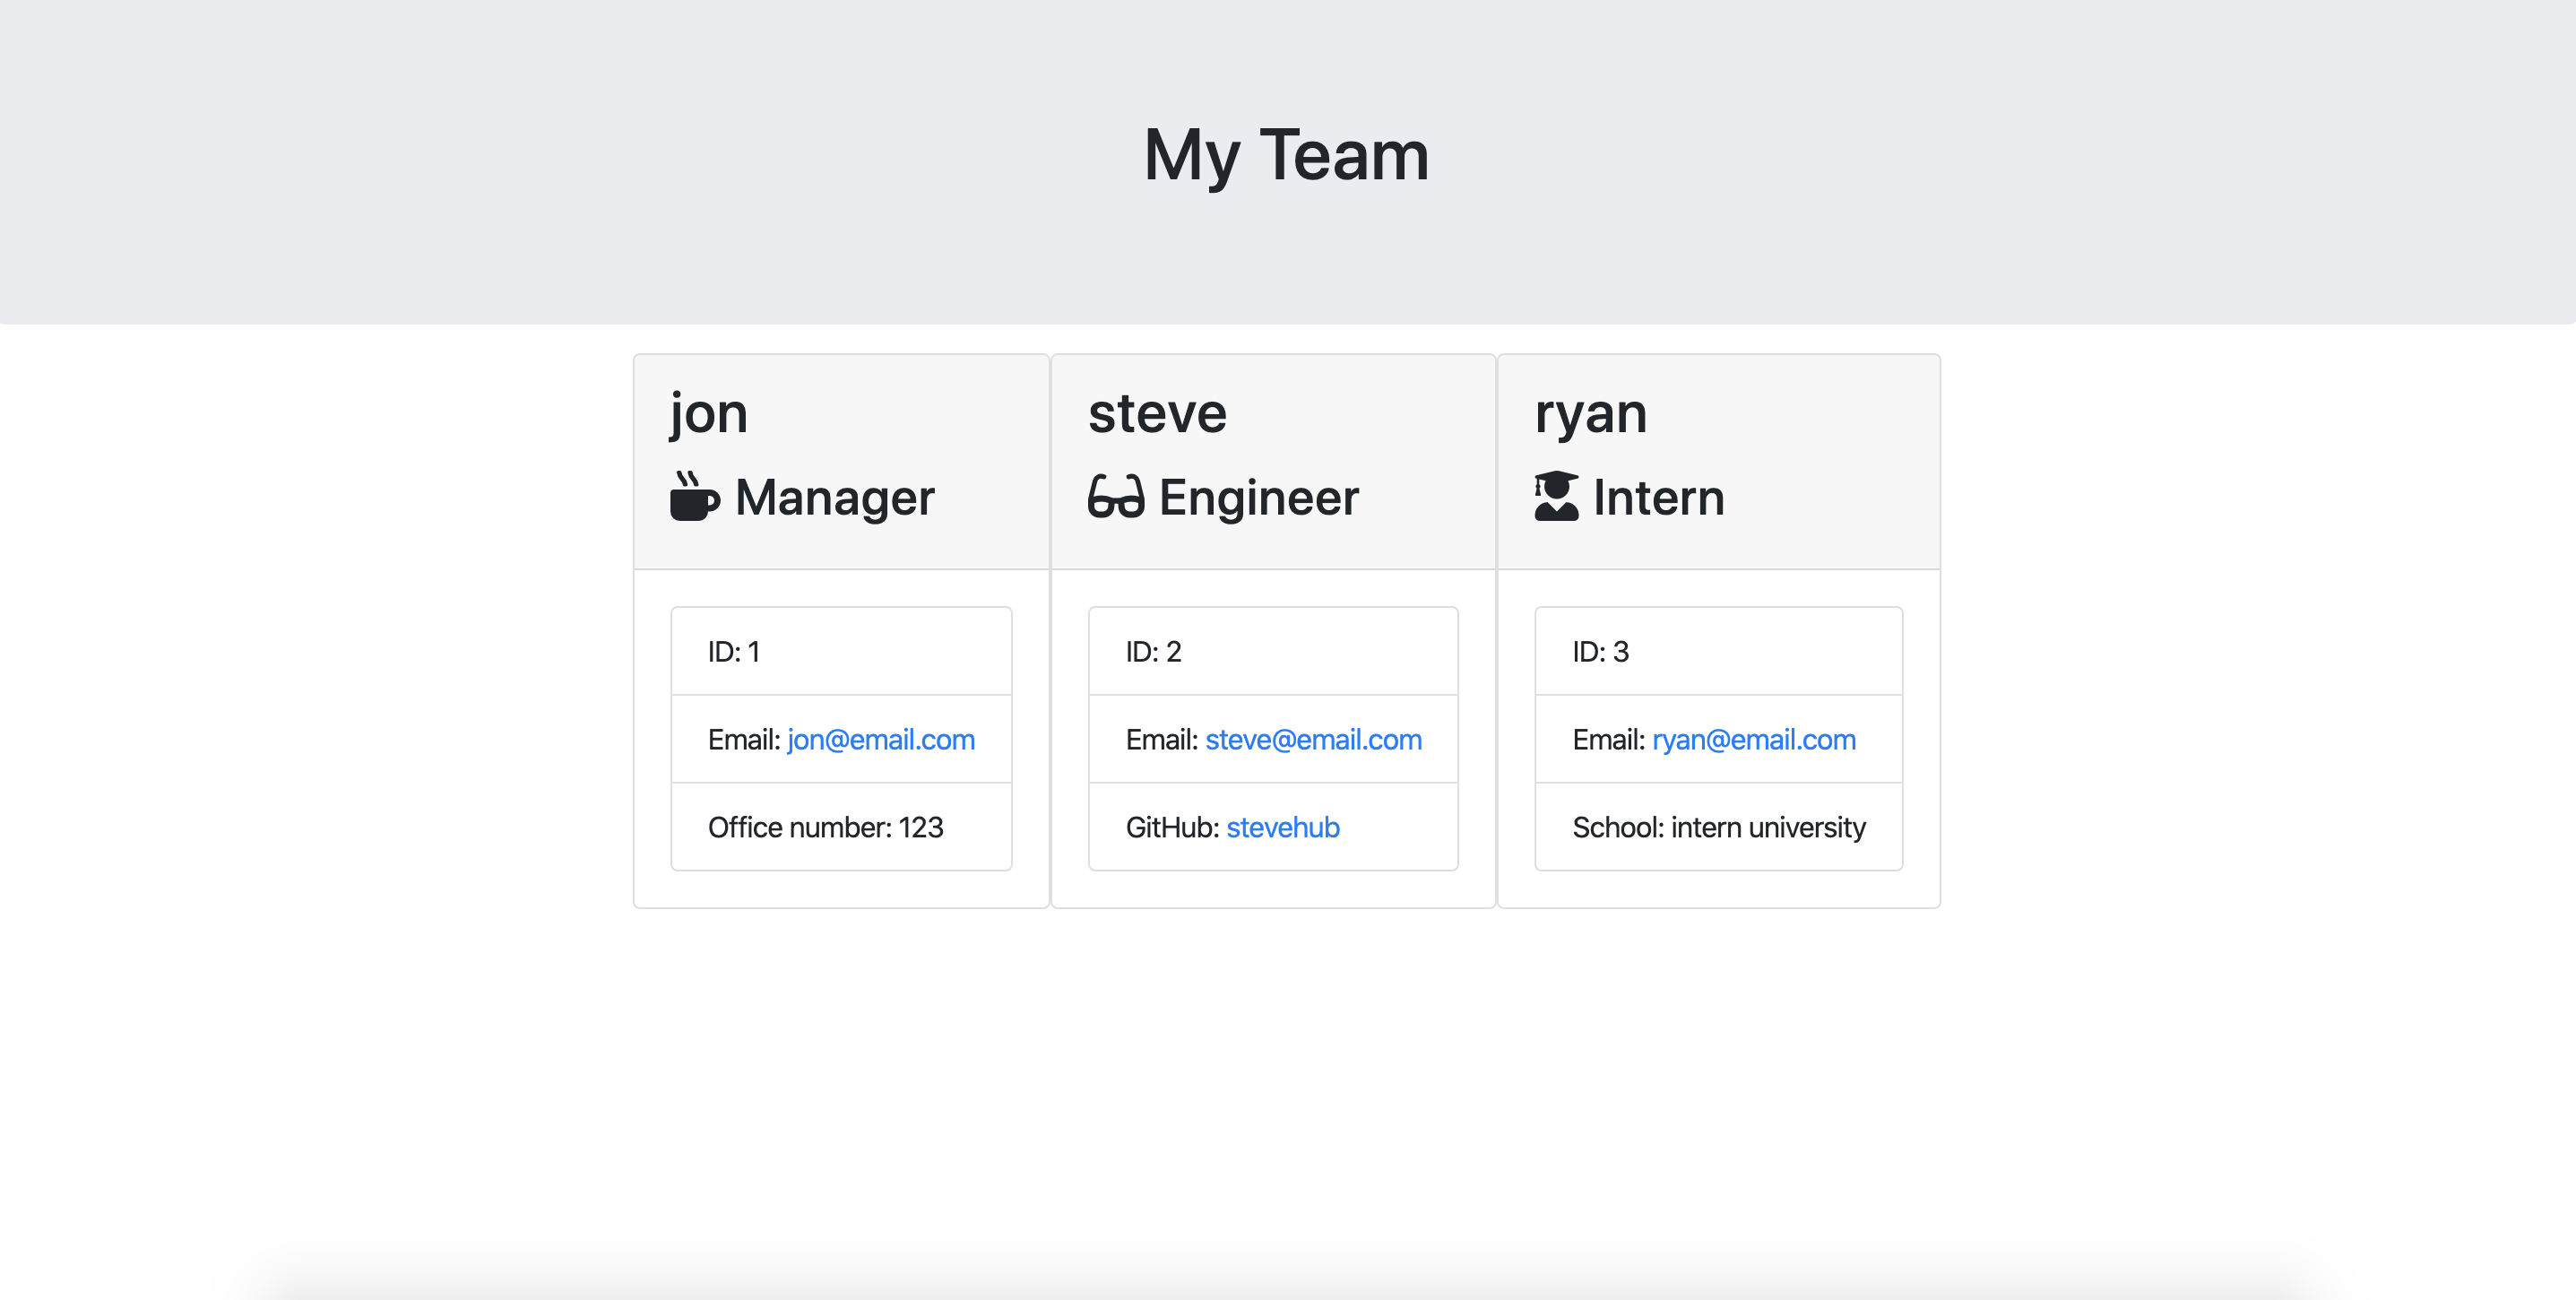 My Team
jon
Manager
ID: 1
Email: jon@email.com
Office number: 123
steve
Engineer
ID: 2
Email: steve@email.com
GitHub: stevehub
ryan
Intern
ID: 3
Email: ryan@email.com
School: intern university